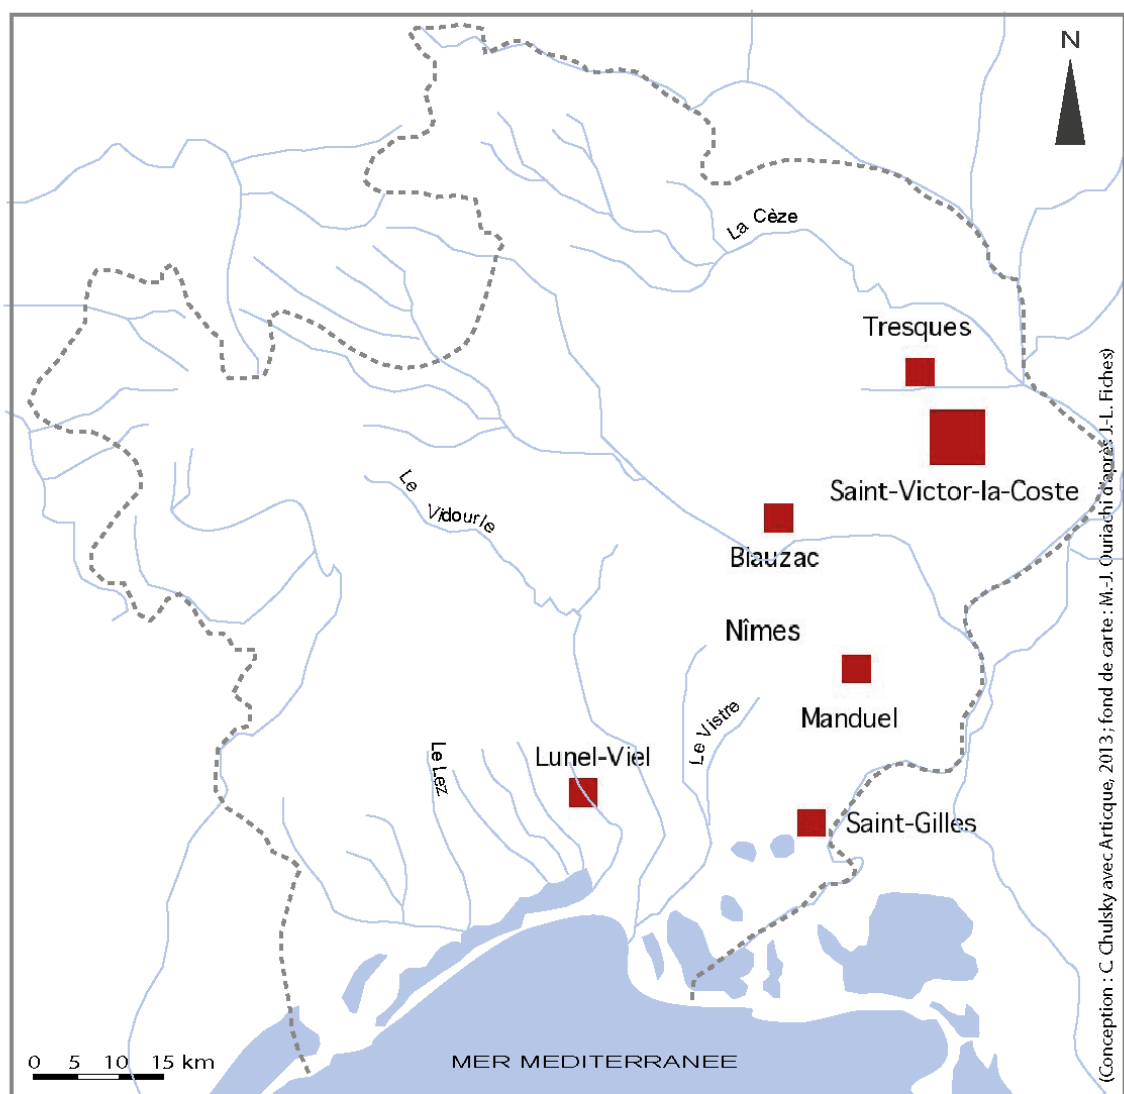 N
La Cèze
Tresques
Le Vidourle
Saint-Victor-la-Coste
Blauzac
Nîmes
Manduel
Le Vistre
Le Lez
Lunel-Viel
Saint-Gilles
0 5 10 15 km
MER MEDITERRANEE
(Conception : C. Chulsky avec Articque, 2013 ; fond de carte : M.-J. Ouriachi d'après J.-L. Fiches)